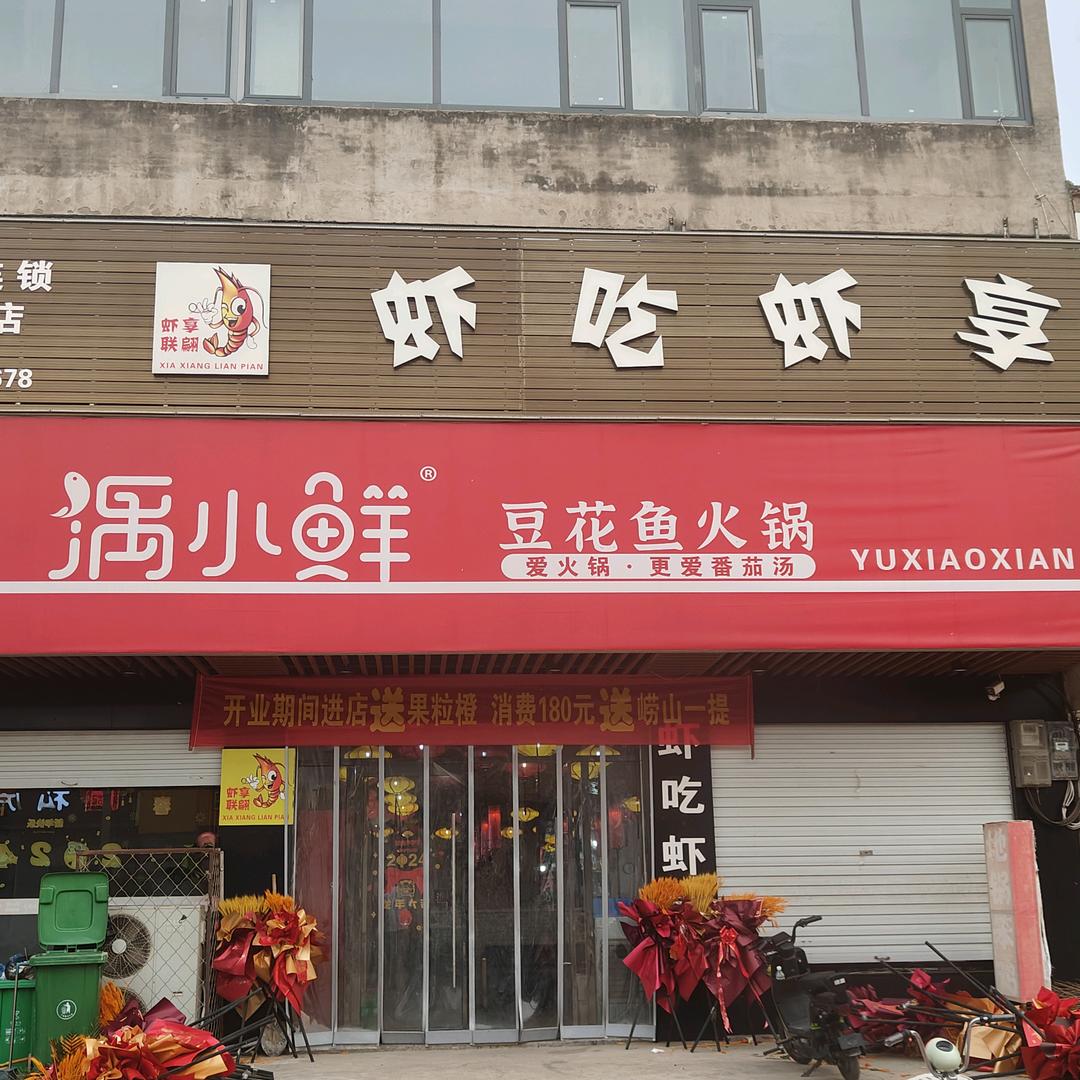 连锁
店
678
虾享
联翩
XIA XIANG LIAN PIAN
虾吃虾享
遇小鲜®
豆花鱼火锅
爱火锅·更爱番茄汤
YUXIAOXIAN
开业期间进店送果粒橙 消费180元送崂山一提
虾享
联翩
XIA XIANG LIAN PIAN
虾吃虾
2024